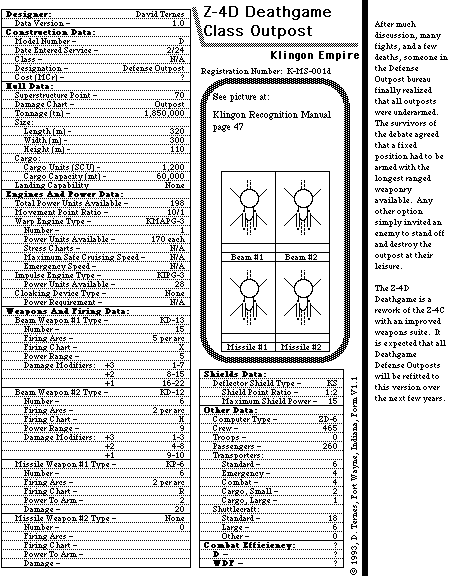 Designer: David Ternes
Data Version - 1.0
Construction Data:
Model Number - D
Date Entered Service - 2/24
Class - N/A
Designation - Defense Outpost
Cost (MCr) - ?
Hull Data:
Superstructure Point - 70
Damage Chart - Outpost
Tonnage (tn) - 1,850,000
Size:
Length (m) - 320
Width (m) - 300
Height (m) - 110
Cargo:
Cargo Units (SCU) - 1,200
Cargo Capacity (mt) - 60,000
Landing Capability None
Engines And Power Data:
Total Power Units Available - 198
Movement Point Ratio - 10/1
Warp Engine Type - KMAPG-3
Number - 1
Power Units Available - 170 each
Stress Charts - N/A
Maximum Safe Cruising Speed - N/A
Emergency Speed - N/A
Impulse Engine Type - KIPG-3
Power Units Available - 28
Cloaking Device Type - None
Power Requirement - N/A
Weapons And Firing Data:
Beam Weapon #1 Type - KD-13
Number - 15
Firing Arcs - 5 per arc
Firing Chart - U
Power Range - 5
Damage Modifiers: +3 1-7
+2 8-15
+1 16-22
Beam Weapon #2 Type - KD-12
Number - 6
Firing Arcs - 2 per arc
Firing Chart - H
Power Range - 9
Damage Modifiers: +3 1-3
+2 4-8
+1 9-10
Missile Weapon #1 Type - KP-6
Number - 6
Firing Arcs - 2 per arc
Firing Chart - R
Power To Arm - 2
Damage - 20
Missile Weapon #2 Type - None
Number - 0
Firing Arcs -
Firing Chart -
Power To Arm -
Damage -
Z-4D Deathgame
Class Outpost
Klingon Empire
Registration Number: K-MS-001d
See picture at:
Klingon Recognition Manual
page 47
Beam #1 Beam #2
Missile #1 Missile #2
Shields Data:
Deflector Shield Type - KS
Shield Point Ratio - 1:2
Maximum Shield Power - 15
Other Data:
Computer Type - ZD-6
Crew - 465
Troops - 0
Passengers - 260
Transporters:
Standard - 6
Emergency - 4
Combat - 4
Cargo, Small - 2
Cargo, Large - 1
Shuttlecraft:
Standard - 18
Large - 6
Other - 0
Combat Efficiency: ?
D - ?
WDF - ?
© 1993, D. Ternes, Fort Wayne, Indiana, Form V1.1
After much
discussion, many
fights, and a few
deaths, someone in
the Defense
Outpost bureau
finally realized
that all outposts
were underarmed.
The survivors of
the debate agreed
that a fixed
position had to be
armed with the
longest ranged
weaponry
available. Any
other option
simply invited an
enemy to stand off
and destroy the
outpost at their
leisure.
The Z-4D
Deathgame is a
rework of the Z-4C
with an improved
weapons suite. It
is expected that all
Deathgame
Defense Outposts
will be refitted to
this version over
the next few years.